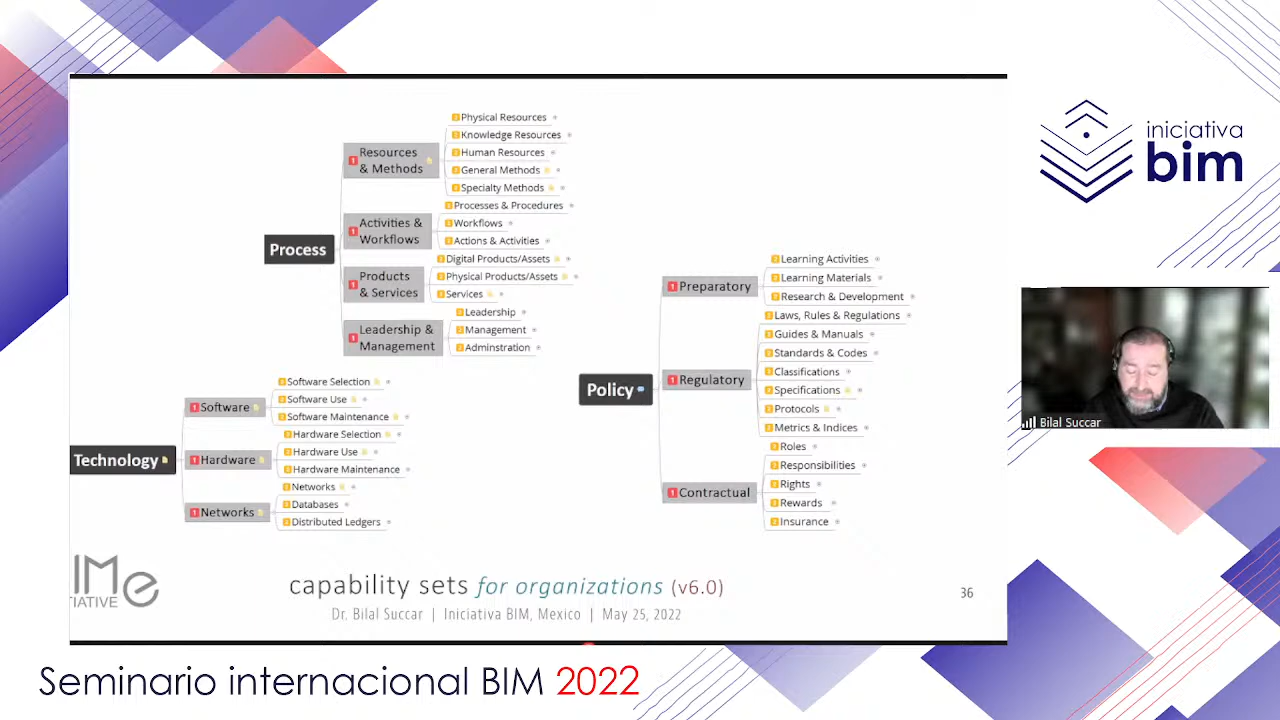 Process
Resources
& Methods
Physical Resources
Knowledge Resources
Human Resources
General Methods
Specialty Methods
Activities &
Workflows
Processes & Procedures
Workflows
Actions & Activities
Products
& Services
Digital Products/Assets
Physical Products/Assets
Services
Leadership &
Management
Leadership
Management
Adminstration
Technology
Software
Software Selection
Software Use
Software Maintenance
Hardware
Hardware Selection
Hardware Use
Hardware Maintenance
Networks
Networks
Databases
Distributed Ledgers
Policy
Preparatory
Learning Activities
Learning Materials
Research & Development
Regulatory
Laws, Rules & Regulations
Guides & Manuals
Standards & Codes
Classifications
Specifications
Protocols
Metrics & Indices
Contractual
Roles
Responsibilities
Rights
Rewards
Insurance
IMe
TIATIVE
capability sets for organizations (v6.0)
Dr. Bilal Succar | Iniciativa BIM, Mexico | May 25, 2022
36
iniciativa
bim
Bilal Succar
Seminario internacional BIM 2022